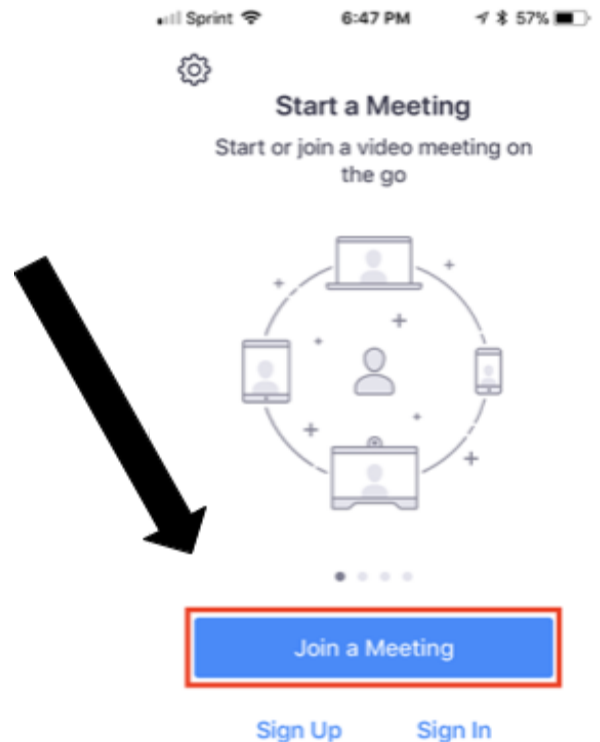 Sprint 6:47 PM 57%
Start a Meeting
Start or join a video meeting on
the go
Join a Meeting
Sign Up Sign In